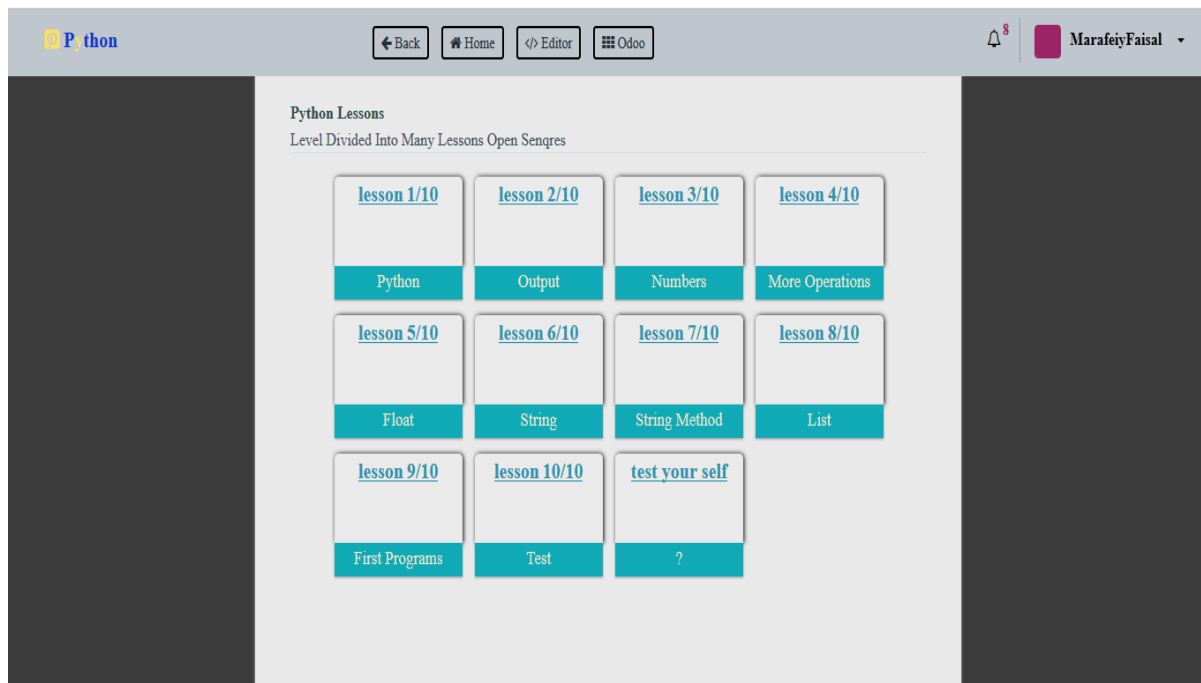 Python
Back Home </> Editor Odoo
8
MarafeiyFaisal
Python Lessons
Level Divided Into Many Lessons Open Senqres
lesson 1/10 lesson 2/10 lesson 3/10 lesson 4/10
Python Output Numbers More Operations
lesson 5/10 lesson 6/10 lesson 7/10 lesson 8/10
Float String String Method List
lesson 9/10 lesson 10/10 test your self
First Programs Test ?